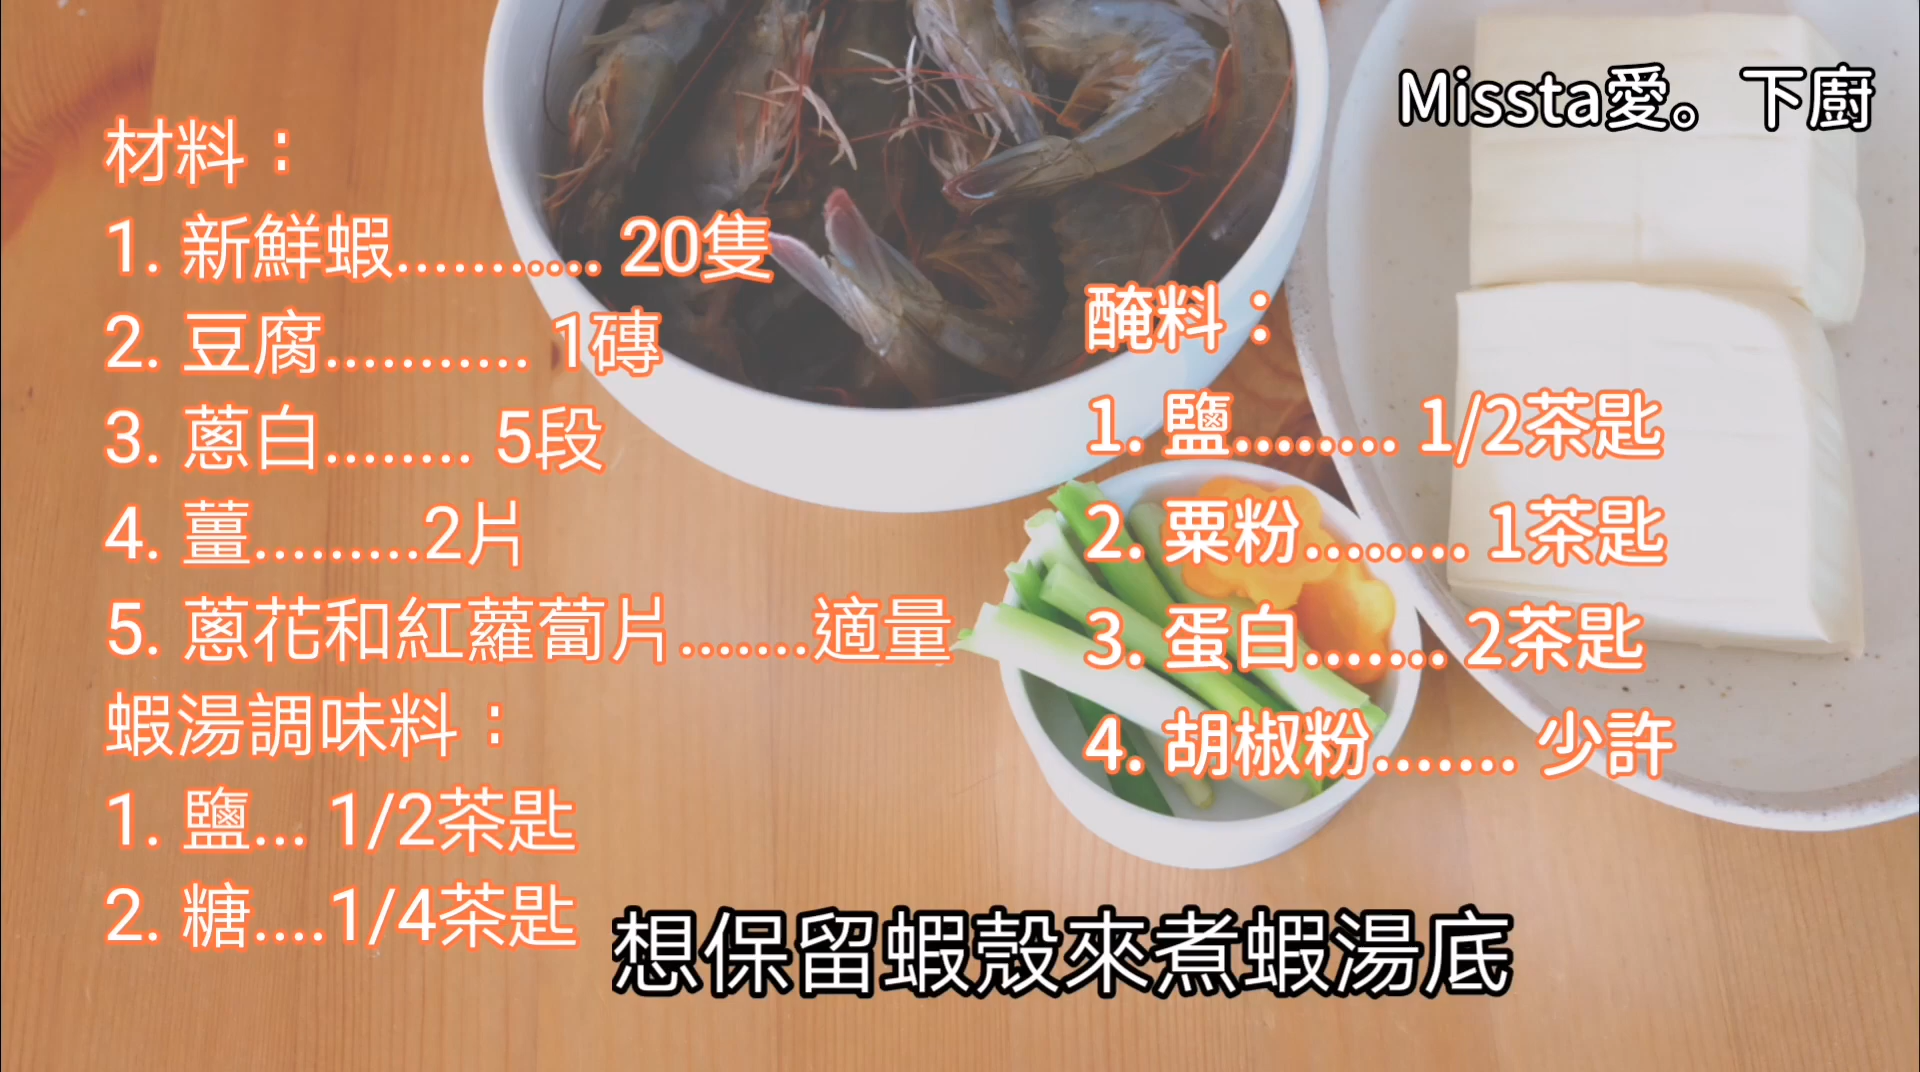 Missta愛。下廚
材料：
1. 新鮮蝦........... 20隻
2. 豆腐........... 1磚
3. 蔥白........ 5段
4. 薑.........2片
5. 蔥花和紅蘿蔔片.......適量
蝦湯調味料：
1. 鹽... 1/2茶匙
2. 糖....1/4茶匙
醃料：
1. 鹽........ 1/2茶匙
2. 粟粉........ 1茶匙
3. 蛋白....... 2茶匙
4. 胡椒粉....... 少許
想保留蝦殼來煮蝦湯底